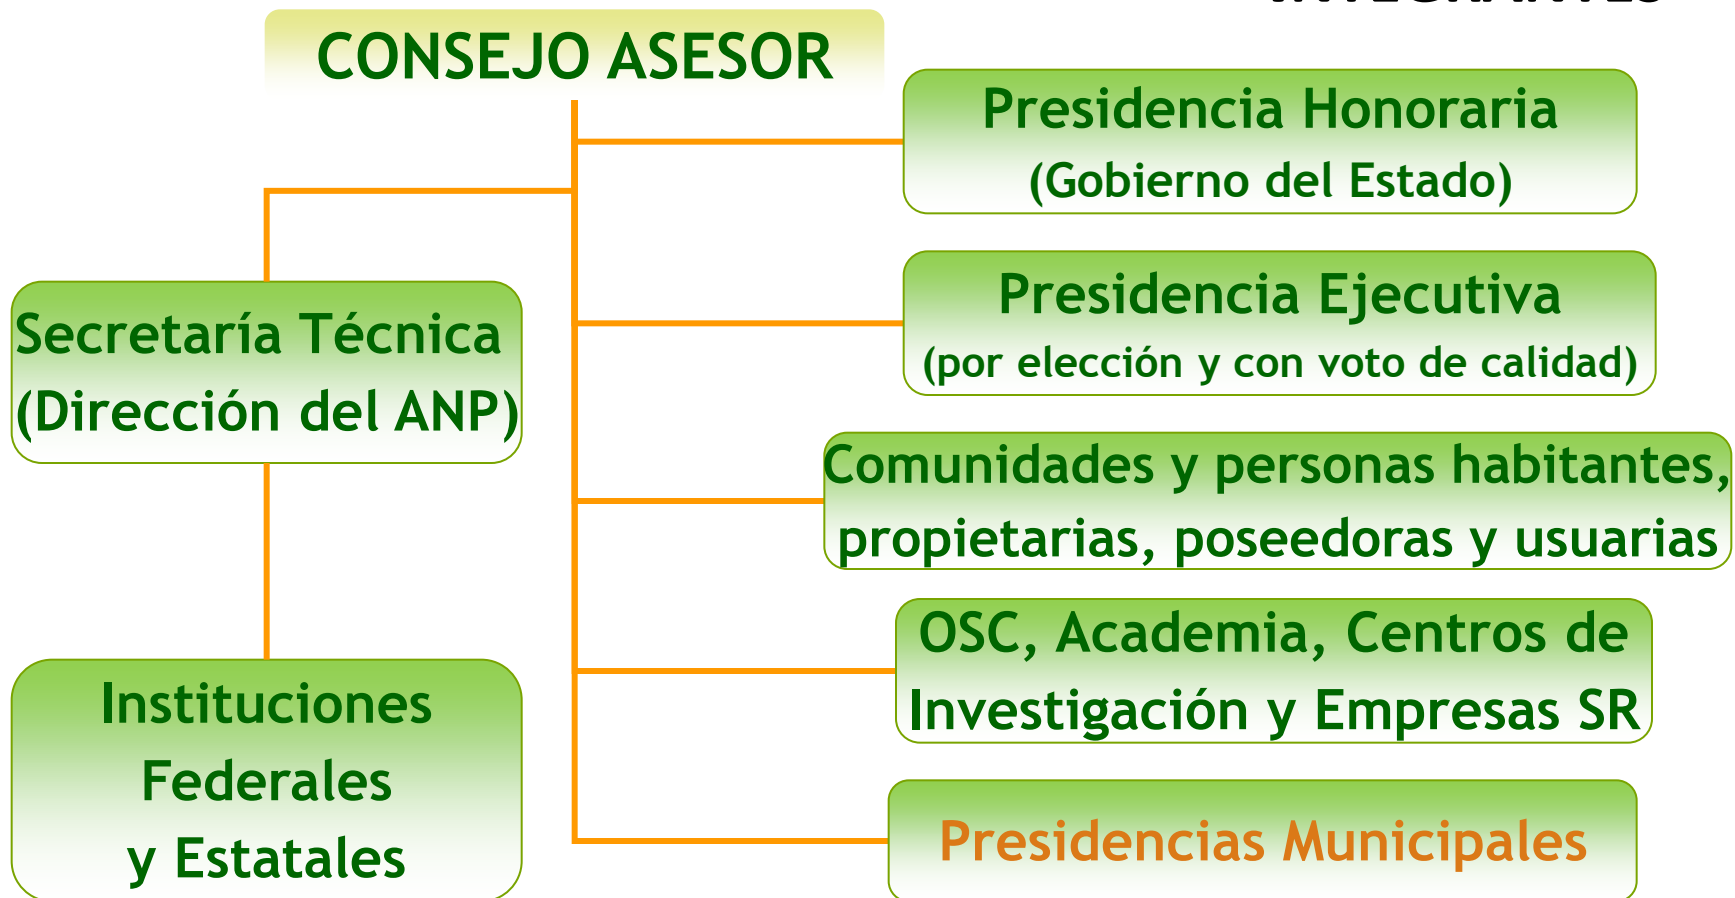 INTEGRANTES
CONSEJO ASESOR
Presidencia Honoraria
(Gobierno del Estado)
Presidencia Ejecutiva
(por elección y con voto de calidad)
Secretaría Técnica
(Dirección del ANP)
Comunidades y personas habitantes,
propietarias, poseedoras y usuarias
OSC, Academia, Centros de
Investigación y Empresas SR
Instituciones
Federales
y Estatales
Presidencias Municipales